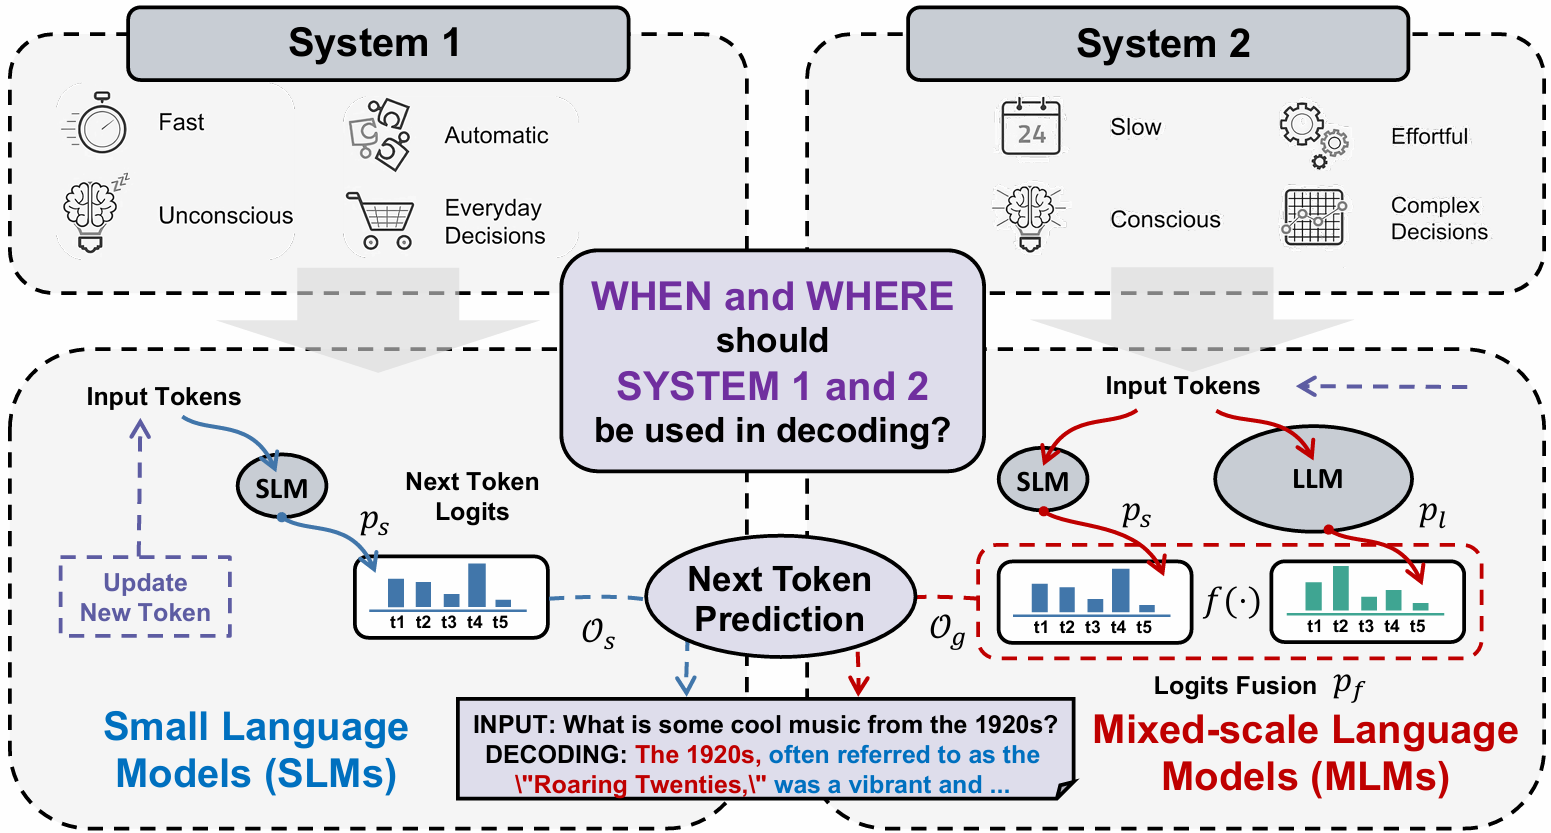 System 1
Fast
Automatic
Unconscious
Everyday
Decisions
System 2
24
Slow
Effortful
Conscious
Complex
Decisions
WHEN and WHERE
should
SYSTEM 1 and 2
be used in decoding?
Input Tokens
SLM
Next Token
Logits
p_s
Update
New Token
t1 t2 t3 t4 t5
𝒪_s
Next Token
Prediction
Input Tokens
SLM
LLM
p_s
p_l
t1 t2 t3 t4 t5
f(·)
t1 t2 t3 t4 t5
𝒪_g
Logits Fusion p_f
Small Language
Models (SLMs)
INPUT: What is some cool music from the 1920s?
DECODING: The 1920s, often referred to as the
\"Roaring Twenties,\" was a vibrant and ...
Mixed-scale Language
Models (MLMs)